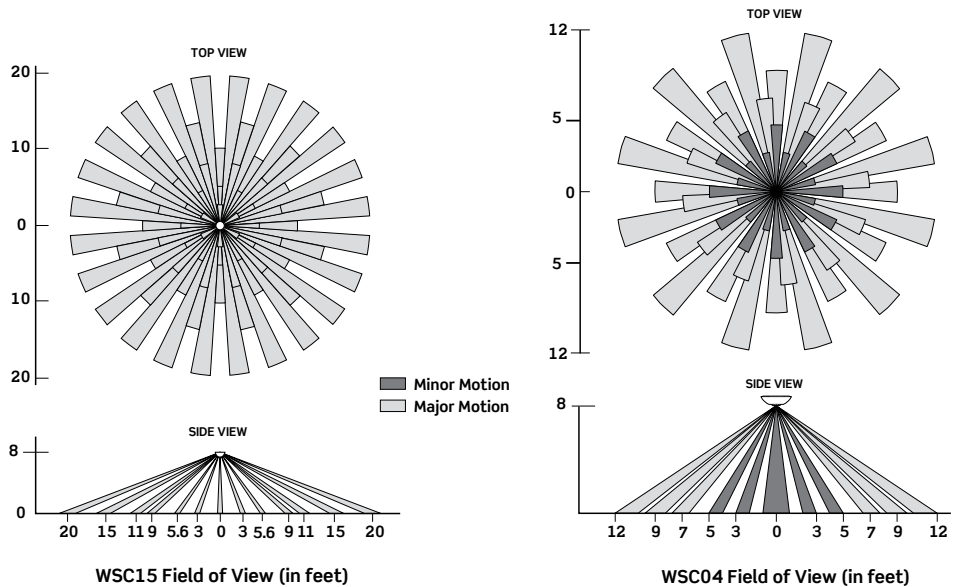 TOP VIEW
20
10
0
10
20
TOP VIEW
12
5
0
5
12
Minor Motion
Major Motion
SIDE VIEW
8
0
20 15 11 9 5.6 3 0 3 5.6 9 11 15 20
WSC15 Field of View (in feet)
SIDE VIEW
8
12 9 7 5 3 0 3 5 7 9 12
WSC04 Field of View (in feet)